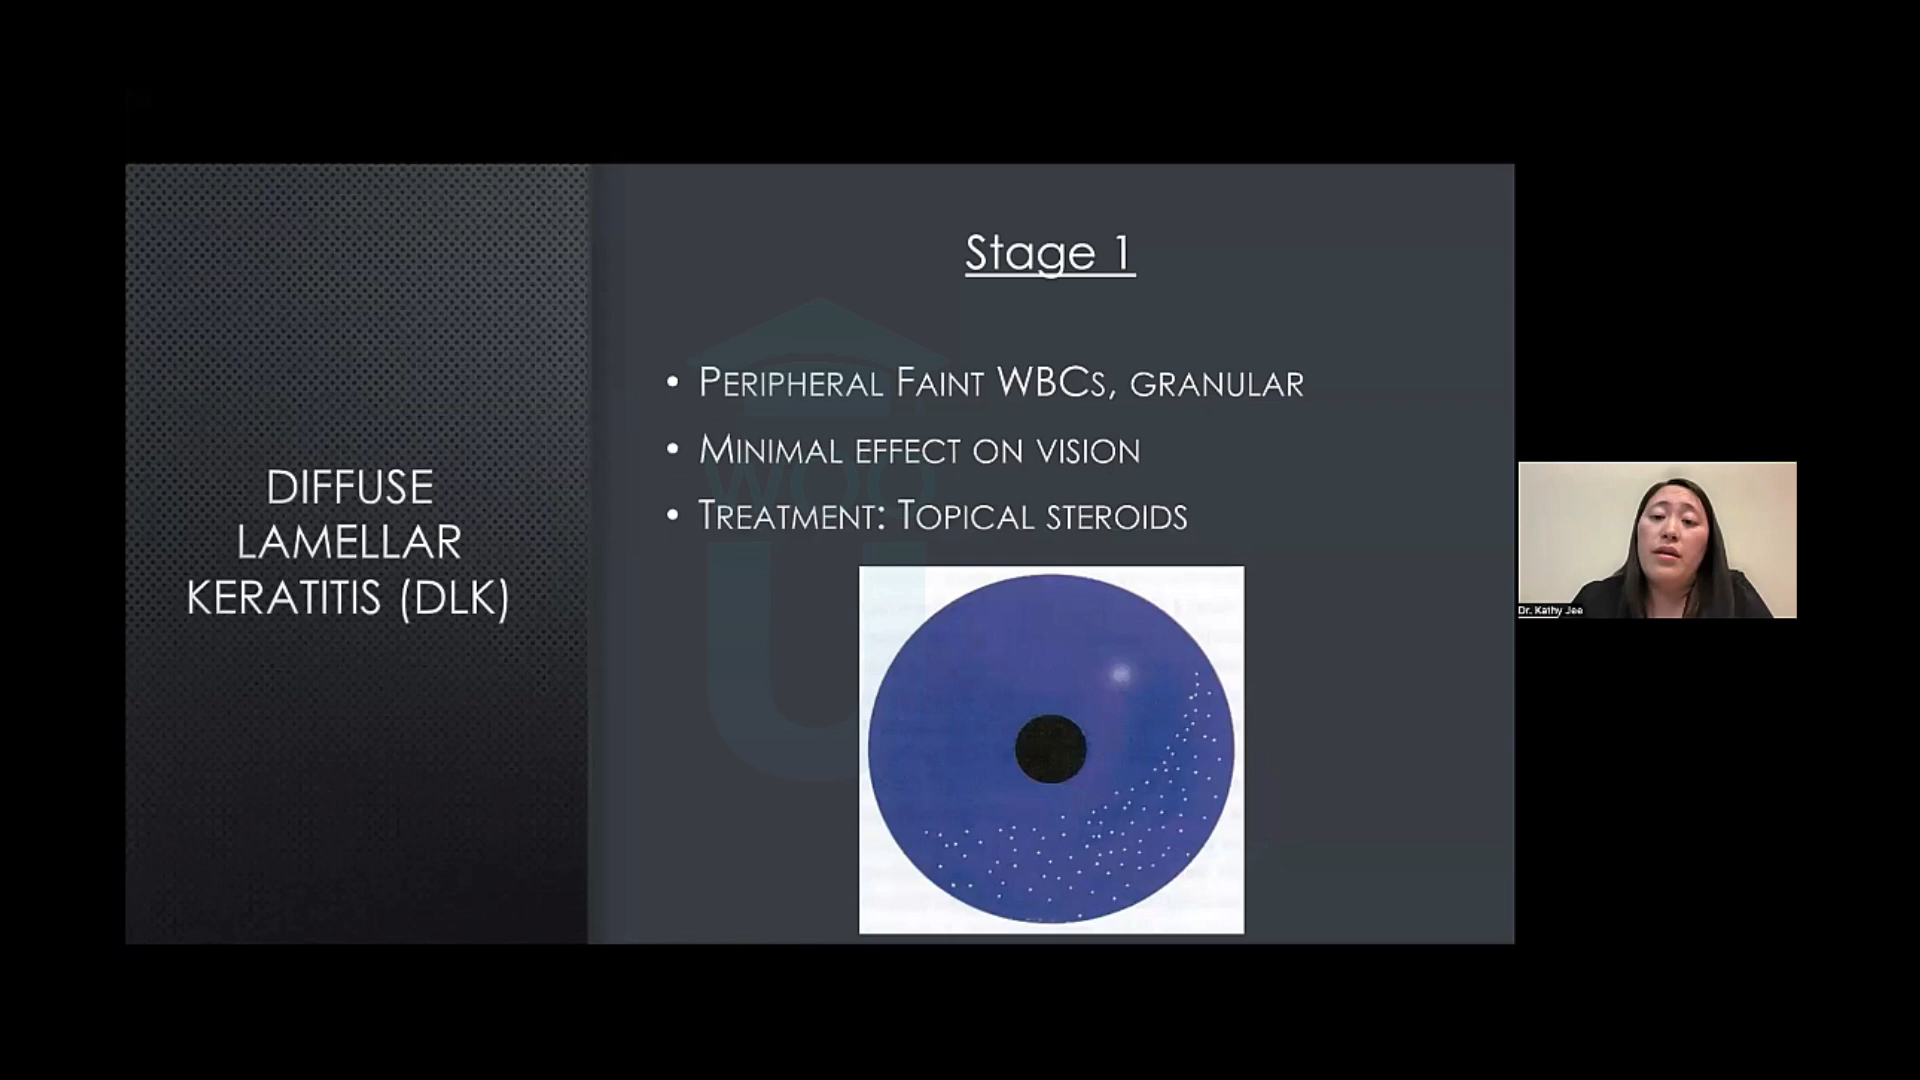 DIFFUSE
LAMELLAR
KERATITIS (DLK)
Stage 1
• PERIPHERAL FAINT WBCS, GRANULAR
• MINIMAL EFFECT ON VISION
• TREATMENT: TOPICAL STEROIDS
WOO
U
Dr. Kathy Jee